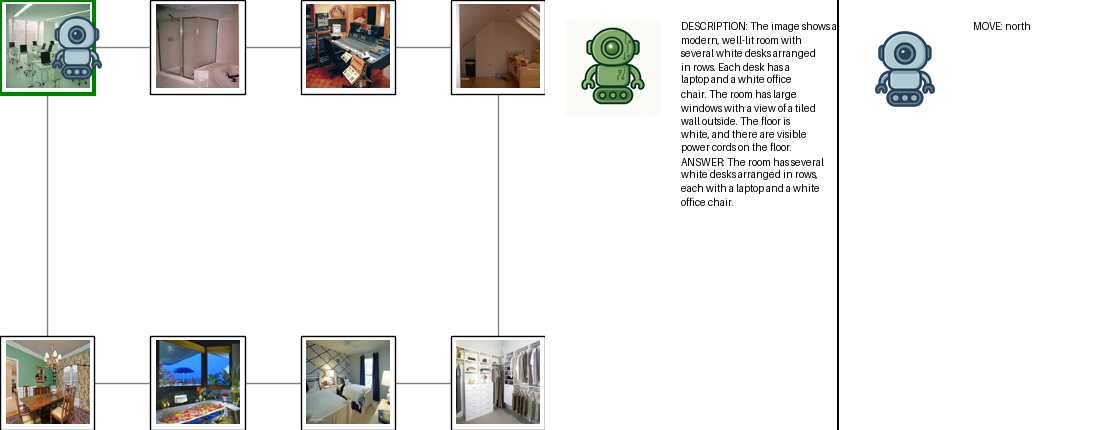 DESCRIPTION: The image shows a
modern, well-lit room with
several white desks arranged
in rows. Each desk has a
laptop and a white office
chair. The room has large
windows with a view of a tiled
wall outside. The floor is
white, and there are visible
power cords on the floor.
ANSWER: The room has several
white desks arranged in rows,
each with a laptop and a white
office chair.
MOVE: north